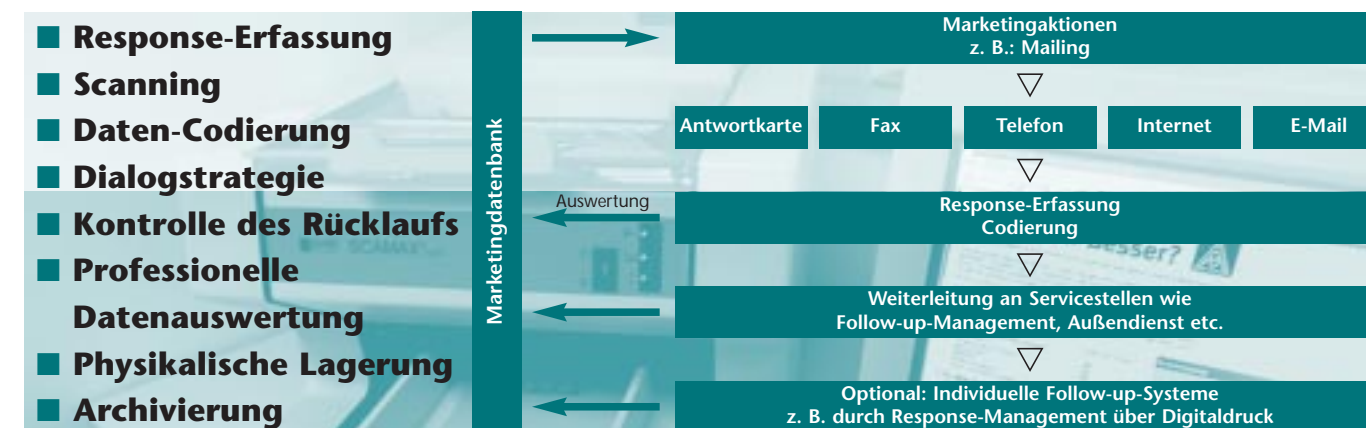 Response-Erfassung
Scanning
Daten-Codierung
Dialogstrategie
Kontrolle des Rücklaufs
Professionelle
Datenauswertung
Physikalische Lagerung
Archivierung
Marketingdatenbank
Marketingaktionen
z. B.: Mailing
Antwortkarte
Fax
Telefon
Internet
E-Mail
Auswertung
Response-Erfassung
Codierung
besser?
Weiterleitung an Servicestellen wie
Follow-up-Management, Außendienst etc.
Optional: Individuelle Follow-up-Systeme
z. B. durch Response-Management über Digitaldruck